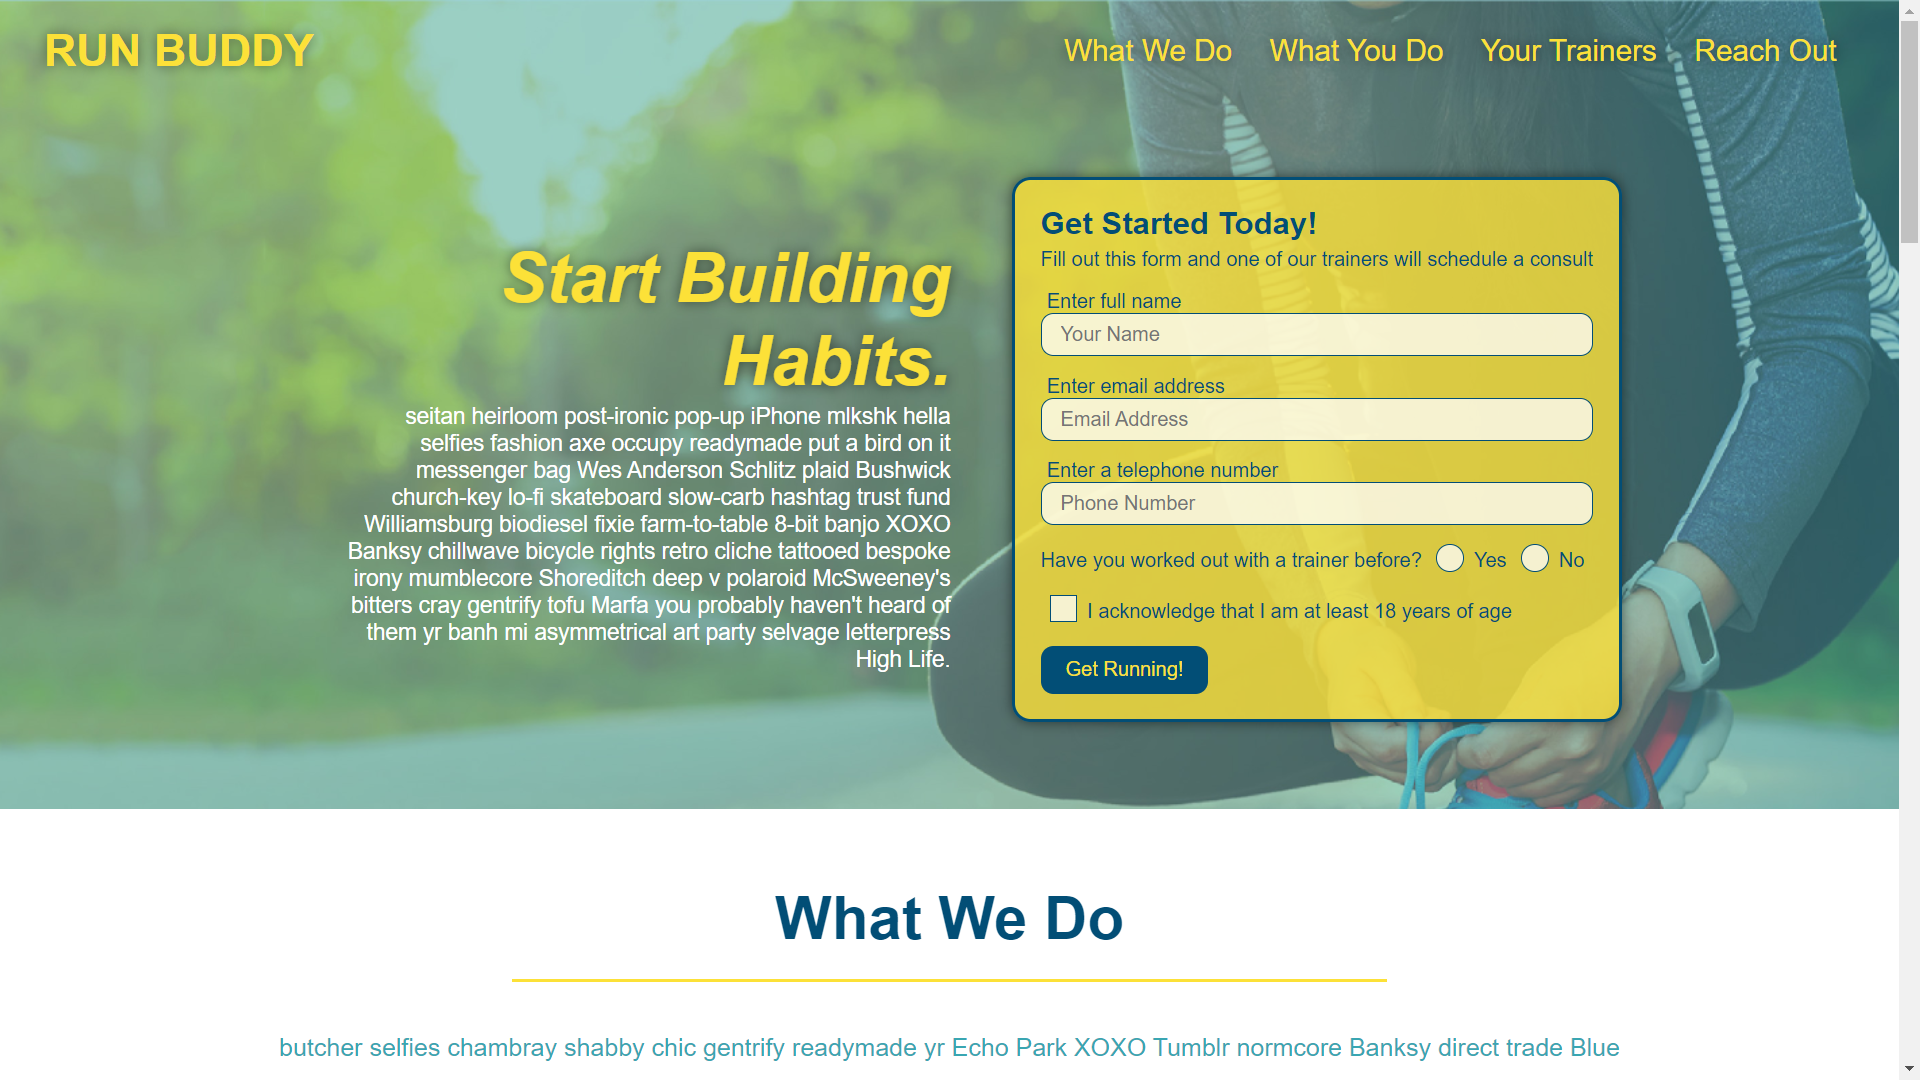 RUN BUDDY
What We Do
What You Do
Your Trainers
Reach Out
Start Building
Habits.
seitan heirloom post-ironic pop-up iPhone mlkshk hella
selfies fashion axe occupy readymade put a bird on it
messenger bag Wes Anderson Schlitz plaid Bushwick
church-key lo-fi skateboard slow-carb hashtag trust fund
Williamsburg biodiesel fixie farm-to-table 8-bit banjo XOXO
Banksy chillwave bicycle rights retro cliche tattooed bespoke
irony mumblecore Shoreditch deep v polaroid McSweeney's
bitters cray gentrify tofu Marfa you probably haven't heard of
them yr banh mi asymmetrical art party selvage letterpress
High Life.
Get Started Today!
Fill out this form and one of our trainers will schedule a consult
Enter full name
Your Name
Enter email address
Email Address
Enter a telephone number
Phone Number
Have you worked out with a trainer before? Yes No
I acknowledge that I am at least 18 years of age
Get Running!
What We Do
butcher selfies chambray shabby chic gentrify readymade yr Echo Park XOXO Tumblr normcore Banksy direct trade Blue